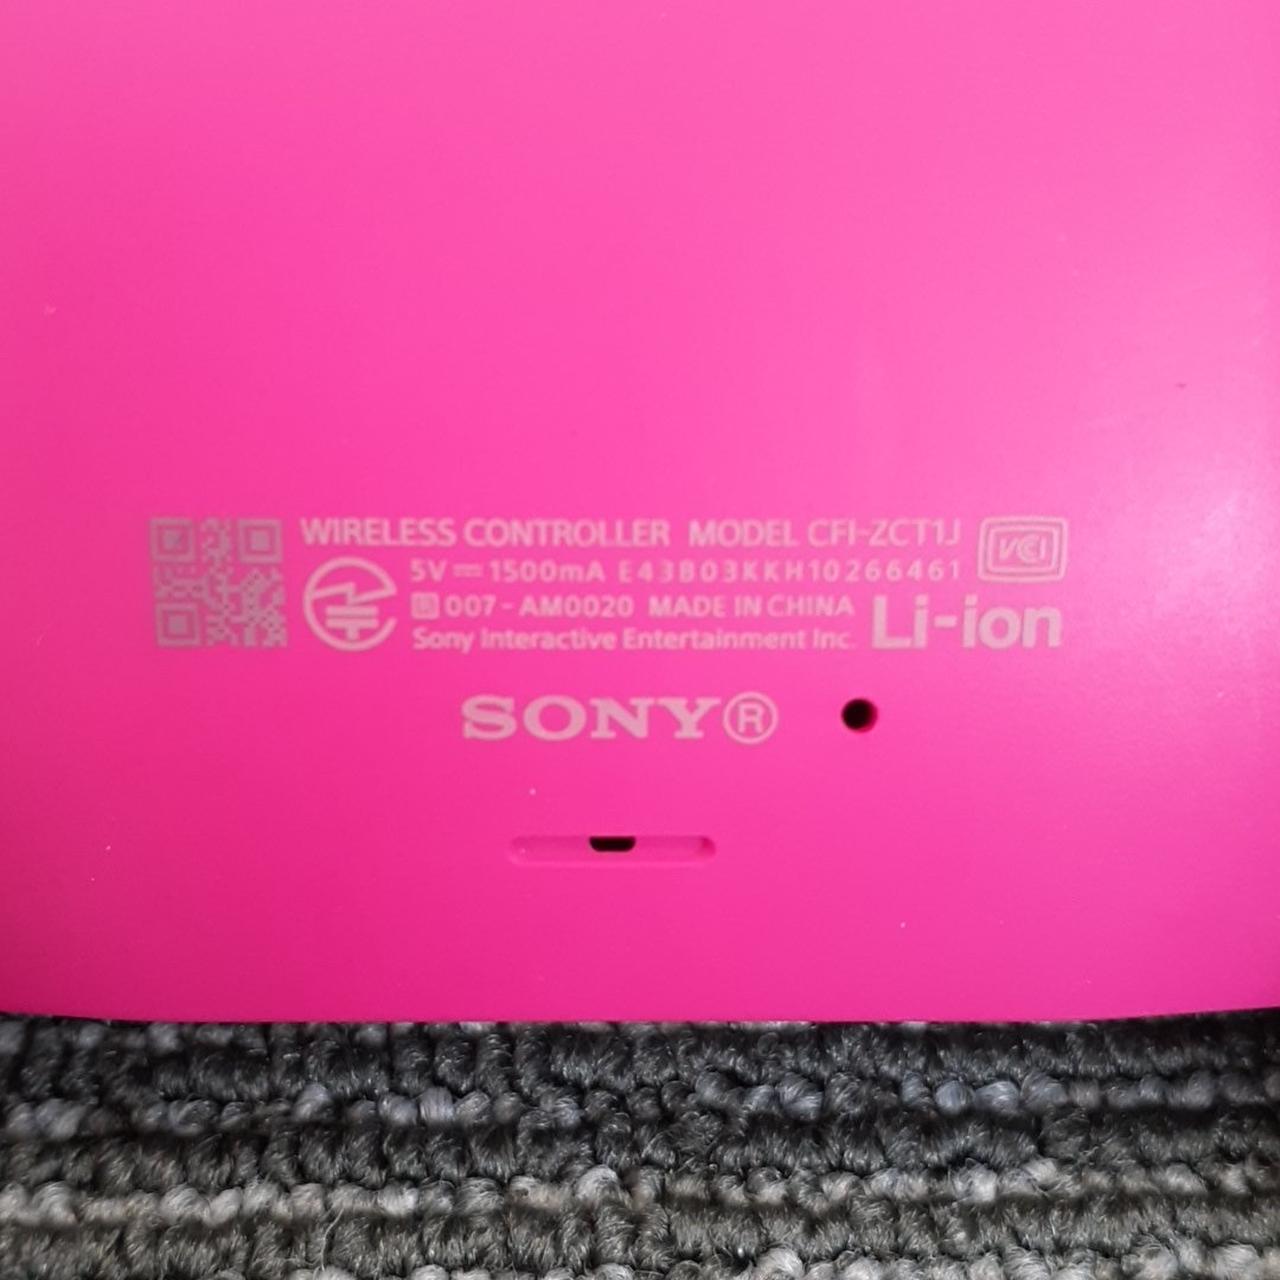 WIRELESS CONTROLLER MODEL CFI-ZCT1J VCCI
5V⎓1500mA E43B03KKH10266461
R 007-AM0020 MADE IN CHINA
Sony Interactive Entertainment Inc. Li-ion
SONY®